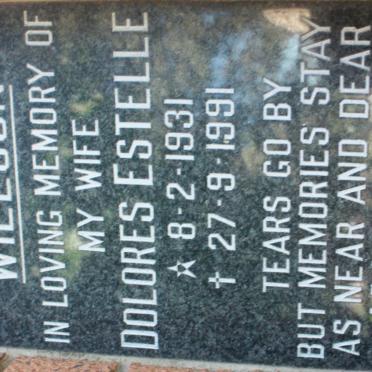 IN LOVING MEMORY OF
MY WIFE
DOLORES ESTELLE
☆ 8-2-1931
✝ 27-9-1991
TEARS GO BY
BUT MEMORIES STAY
AS NEAR AND DEAR